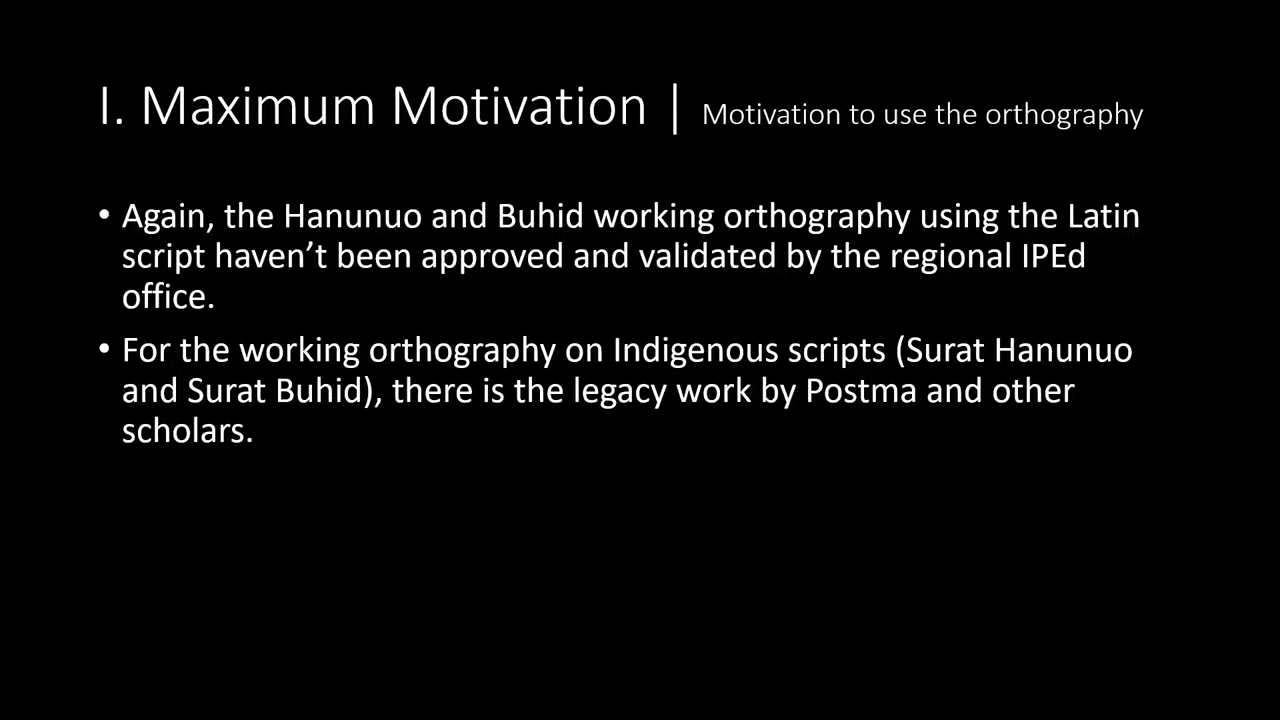 I. Maximum Motivation | Motivation to use the orthography
• Again, the Hanunuo and Buhid working orthography using the Latin
script haven’t been approved and validated by the regional IPEd
office.
• For the working orthography on Indigenous scripts (Surat Hanunuo
and Surat Buhid), there is the legacy work by Postma and other
scholars.